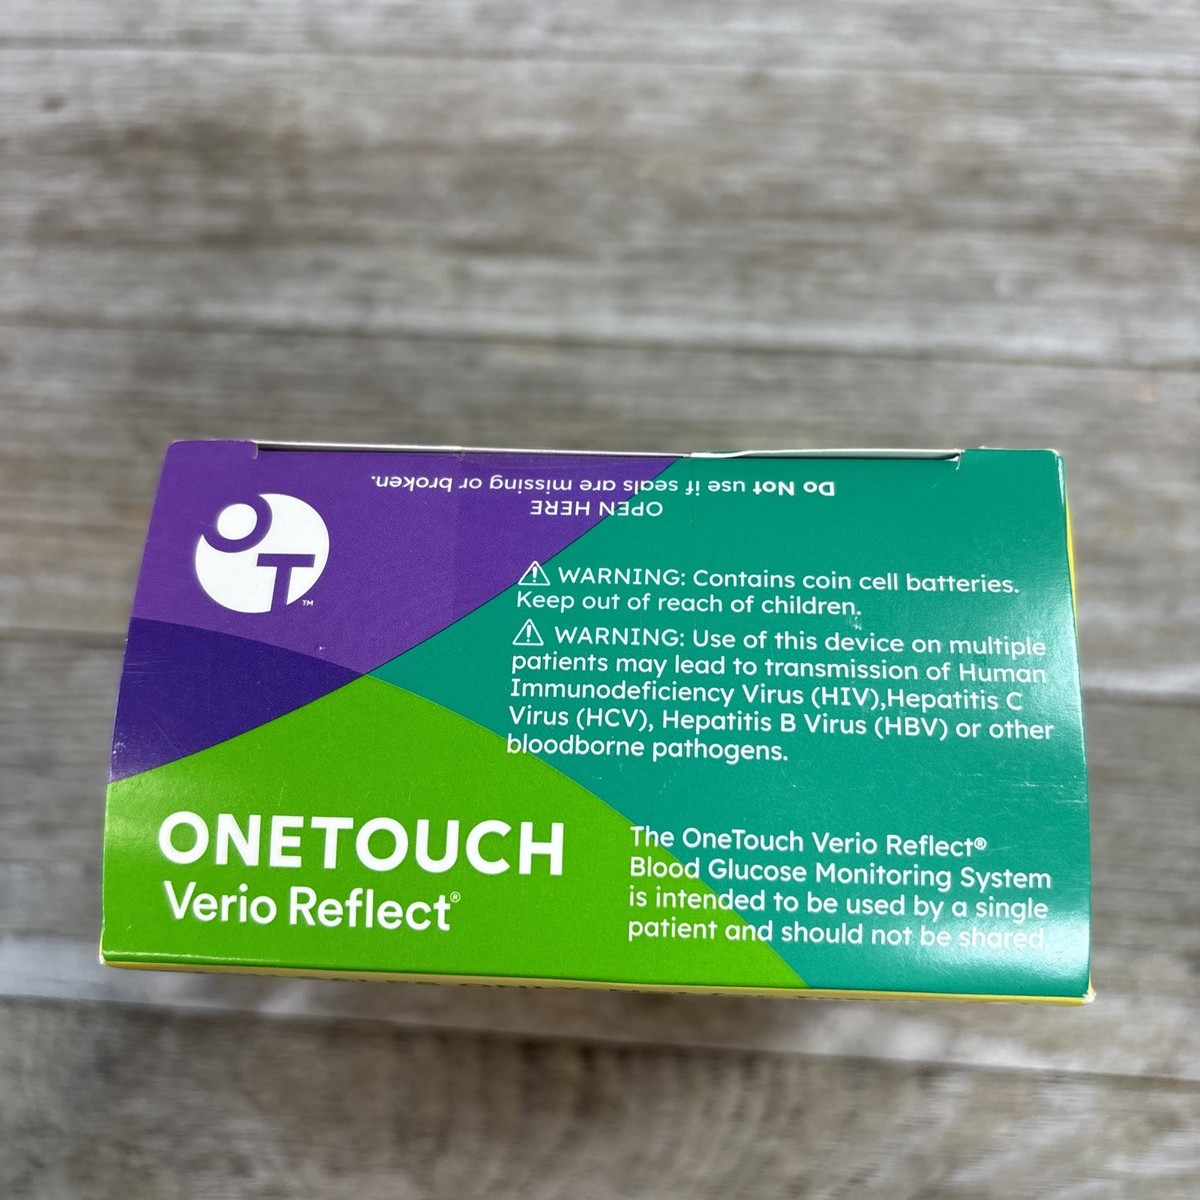 Do Not use if seals are missing or broken.
OPEN HERE
OT™
⚠ WARNING: Contains coin cell batteries.
Keep out of reach of children.
⚠ WARNING: Use of this device on multiple
patients may lead to transmission of Human
Immunodeficiency Virus (HIV),Hepatitis C
Virus (HCV), Hepatitis B Virus (HBV) or other
bloodborne pathogens.
ONETOUCH
Verio Reflect®
The OneTouch Verio Reflect®
Blood Glucose Monitoring System
is intended to be used by a single
patient and should not be shared.